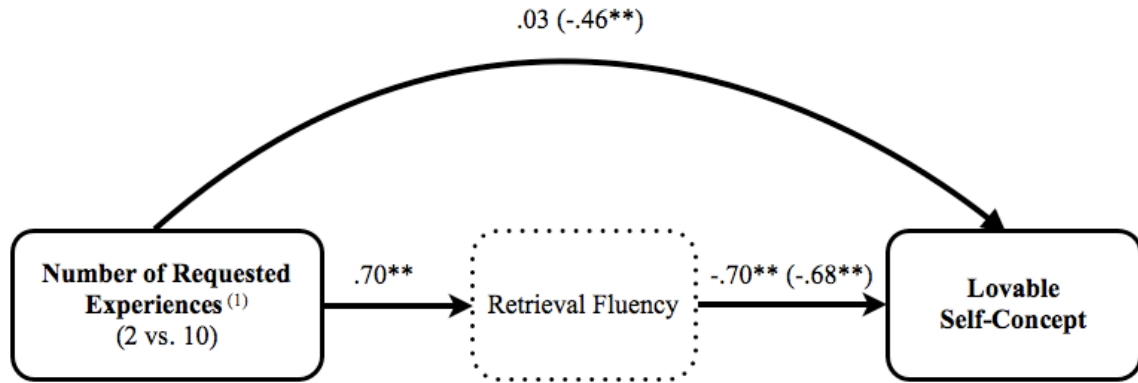 .03 (-.46**)
Number of Requested
Experiences (1)
(2 vs. 10)
.70**
Retrieval Fluency
-.70** (-.68**)
Lovable
Self-Concept